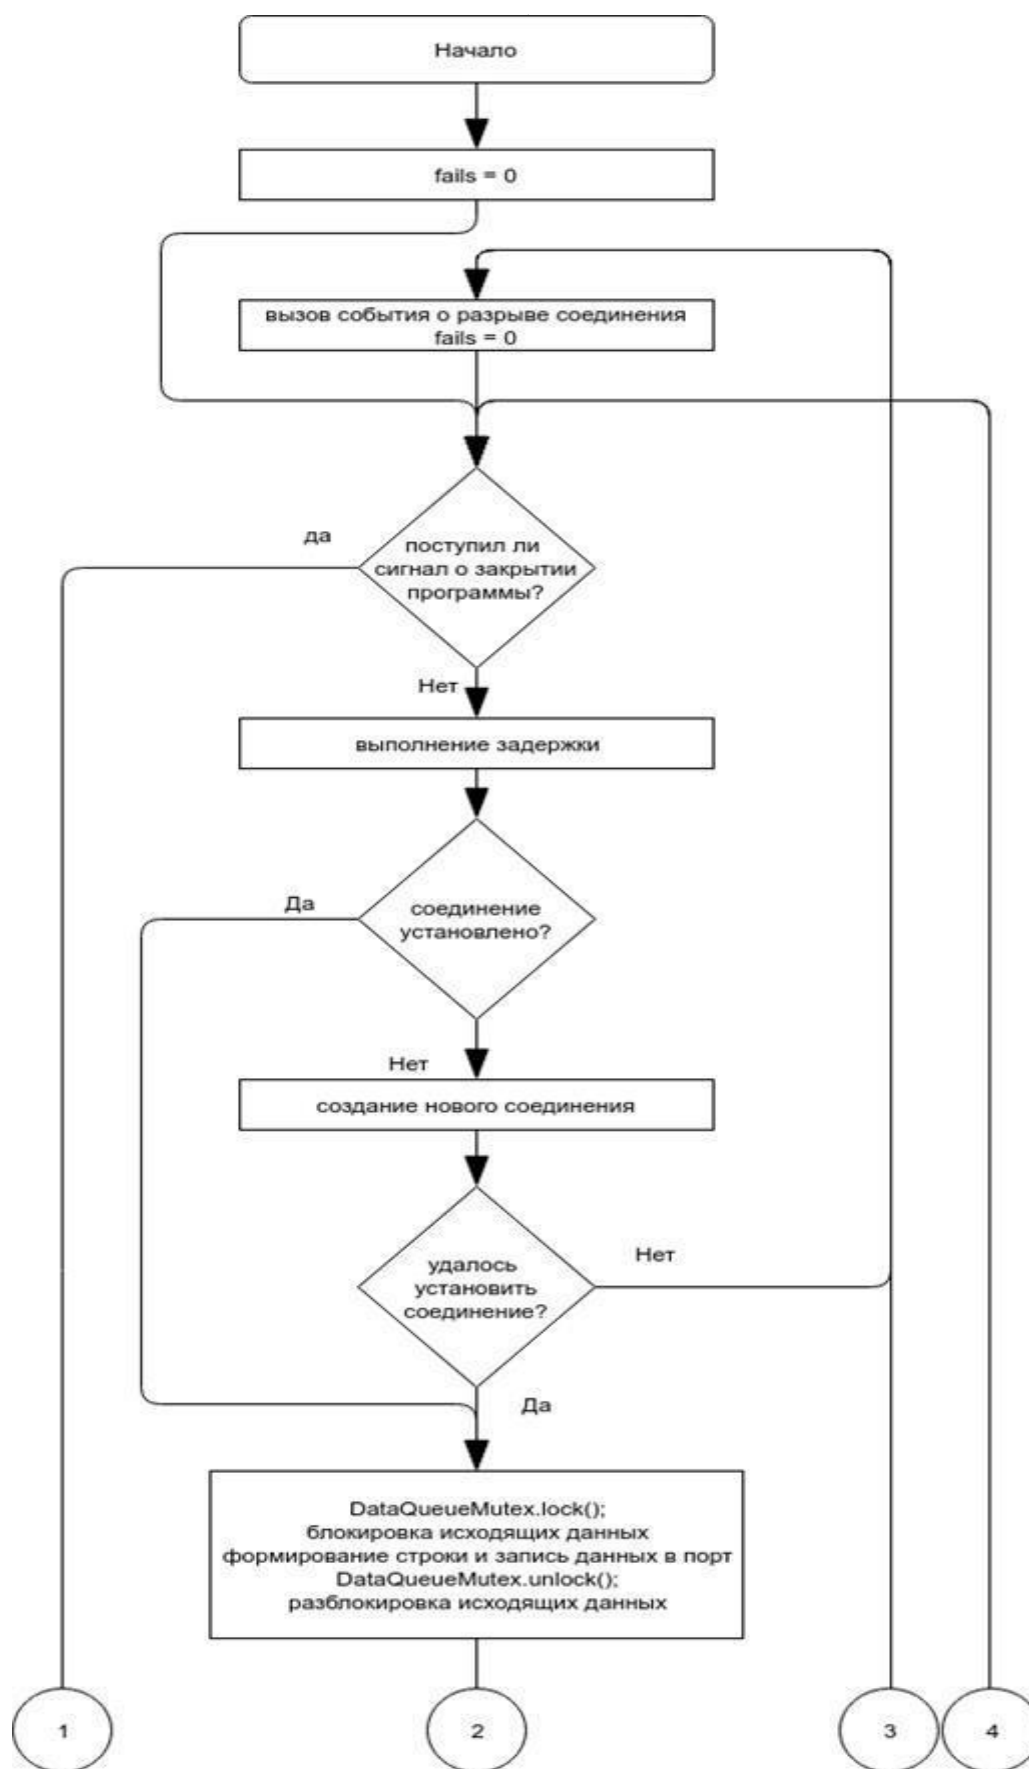 Начало
fails = 0
вызов события о разрыве соединения
fails = 0
да
поступил ли
сигнал о закрытии
программы?
Нет
выполнение задержки
Да
соединение
установлено?
Нет
создание нового соединения
удалось
установить
соединение?
Нет
Да
DataQueueMutex.lock();
блокировка исходящих данных
формирование строки и запись данных в порт
DataQueueMutex.unlock();
разблокировка исходящих данных
1
2
3
4